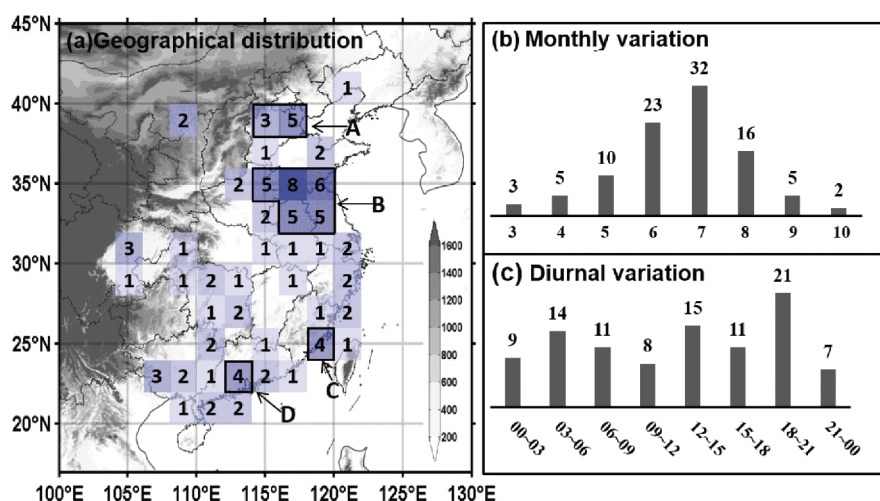 45°N
(a)Geographical distribution
1
40°N
2 3 5
A
1 2
35°N
2 5 8 6
B
2 5 5
3 1 1 1 1 2
30°N
1 1 2 1 1 2
1 2 1 2
25°N
2 1 4 1
C
3 2 1 4 2 1
D
1 2 2
20°N
1600
1400
1200
1000
800
600
400
200
100°E 105°E 110°E 115°E 120°E 125°E 130°E
(b) Monthly variation
3 5 10 23 32 16 5 2
3 4 5 6 7 8 9 10
(c) Diurnal variation
9 14 11 8 15 11 21 7
00~03 03~06 06~09 09~12 12~15 15~18 18~21 21~00